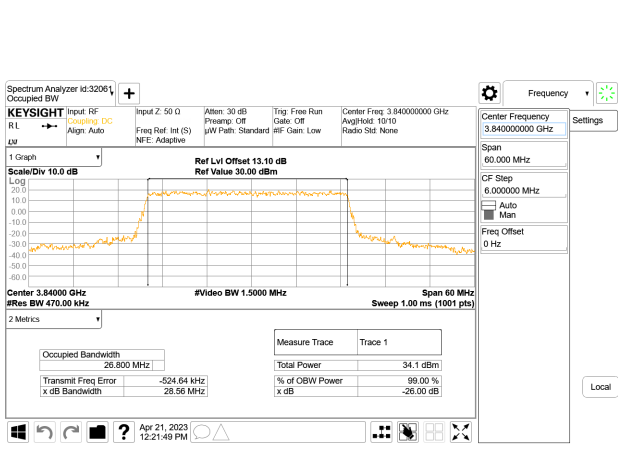 Spectrum Analyzer id:32061
Occupied BW
Frequency
KEYSIGHT
RL
Input: RF
Coupling: DC
Align: Auto
Input Z: 50 Ω
Freq Ref: Int (S)
NFE: Adaptive
Atten: 30 dB
Preamp: Off
µW Path: Standard
Trig: Free Run
Gate: Off
#IF Gain: Low
Center Freq: 3.840000000 GHz
Avg|Hold: 10/10
Radio Std: None
Center Frequency
3.840000000 GHz
Settings
Span
60.000 MHz
CF Step
6.000000 MHz
Auto
Man
Freq Offset
0 Hz
1 Graph
Ref Lvl Offset 13.10 dB
Scale/Div 10.0 dB
Ref Value 30.00 dBm
Log
20.0
10.0
0.00
-10.0
-20.0
-30.0
-40.0
-50.0
-60.0
Center 3.84000 GHz
#Video BW 1.5000 MHz
Span 60 MHz
#Res BW 470.00 kHz
Sweep 1.00 ms (1001 pts)
2 Metrics
Measure Trace
Trace 1
Occupied Bandwidth
26.800 MHz
Total Power
34.1 dBm
Transmit Freq Error
-524.64 kHz
% of OBW Power
99.00 %
x dB Bandwidth
28.56 MHz
x dB
-26.00 dB
Local
Apr 21, 2023
12:21:49 PM